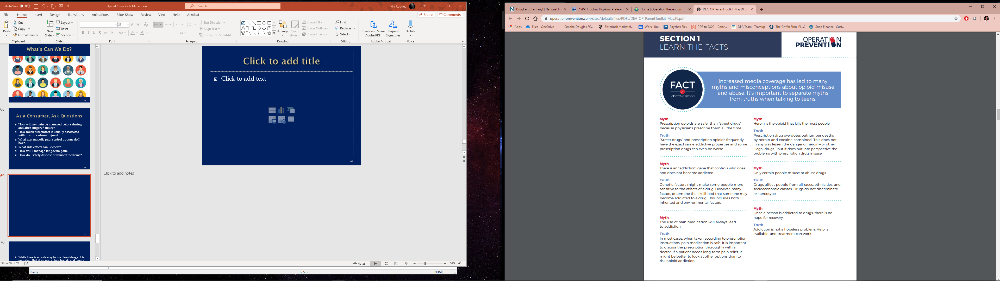 AutoSave Off
Opioid Crisis PPT- McLennon
Search
Nik Rodney
File Home Insert Design Transitions Animations Slide Show Review View Help Acrobat
Share Comments
Paste
Cut
Copy
Format Painter
Clipboard
New
Slide
Layout
Reset
Section
Slides
28
B I U S ab AV Aa
Font
Text Direction
Align Text
Convert to SmartArt
Paragraph
Arrange
Quick
Styles
Shape Fill
Shape Outline
Shape Effects
Drawing
Find
Replace
Select
Editing
Create and Share
Adobe PDF
Request
Signatures
Adobe Acrobat
Dictate
Voice
What's Can We Do?
68
As a Consumer, Ask Questions
How will my pain be managed before during
and after surgery/ injury?
How much discomfort is usually associated
with this procedure/ injury?
What non-narcotic pain control options do I
have?
What side effects can I expect?
How will I manage long-term pain?
How do I safely dispose of unused medicine?
69
70
While there is no safe way to use illegal drugs, it is
important that drug users, their friends and family
Click to add title
Click to add text
69
Click to add notes
Slide 69 of 74
Notes
64%
Ready
12.5 GB
NUM
DrugFacts: Fentanyl | National In
ASPPH | Johns Hopkins: Preferen
Home | Operation Prevention
DEA_OP_ParentToolkit_May20.pd
operationprevention.com/sites/default/files/PDFs/DEA_OP_ParentToolkit_May20.pdf
Apps
Files - OneDrive
Omaha Douglas FC...
Sisterlock Marketpl...
Work- Box
Paychex Flex
PDF to DOC – Conv...
DEA Team | Teamup
The Griffin Firm, PLLC
Snap Finance | Cust...
SECTION 1
LEARN THE FACTS
OPERATION
PREVENTION
FACT
OR
MISCONCEPTION
Increased media coverage has led to many
myths and misconceptions about opioid misuse
and abuse. It's important to separate myths
from truths when talking to teens.
Myth
Prescription opioids are safer than "street drugs"
because physicians prescribe them all the time.
Truth
"Street drugs" and prescription opioids frequently
have the exact same addictive properties and some
prescription drugs can even be worse.
Myth
There is an "addiction" gene that controls who does
and does not become addicted.
Truth
Genetic factors might make some people more
sensitive to the effects of a drug. However, many
factors determine the likelihood that someone may
become addicted to a drug. This includes both
inherited and environmental factors.
Myth
The use of pain medication will always lead
to addiction.
Truth
In most cases, when taken according to prescription
instructions, pain medication is safe. It is important
to discuss the prescription thoroughly with a
doctor. If a patient needs long-term pain relief, it
might be better to look at other options than to
risk opioid addiction.
Myth
Heroin is the opioid that kills the most people.
Truth
Prescription drug overdoses outnumber deaths
by heroin and cocaine combined. This does not
in any way lessen the danger of heroin—or other
illegal drugs—but it does put into perspective the
problems with prescription drug misuse.
Myth
Only certain people misuse or abuse drugs.
Truth
Drugs affect people from all races, ethnicities, and
socioeconomic classes. Drugs do not discriminate
or stereotype.
Myth
Once a person is addicted to drugs, there is no
hope for recovery.
Truth
Addiction is not a hopeless problem. Help is
available, and treatment can work.